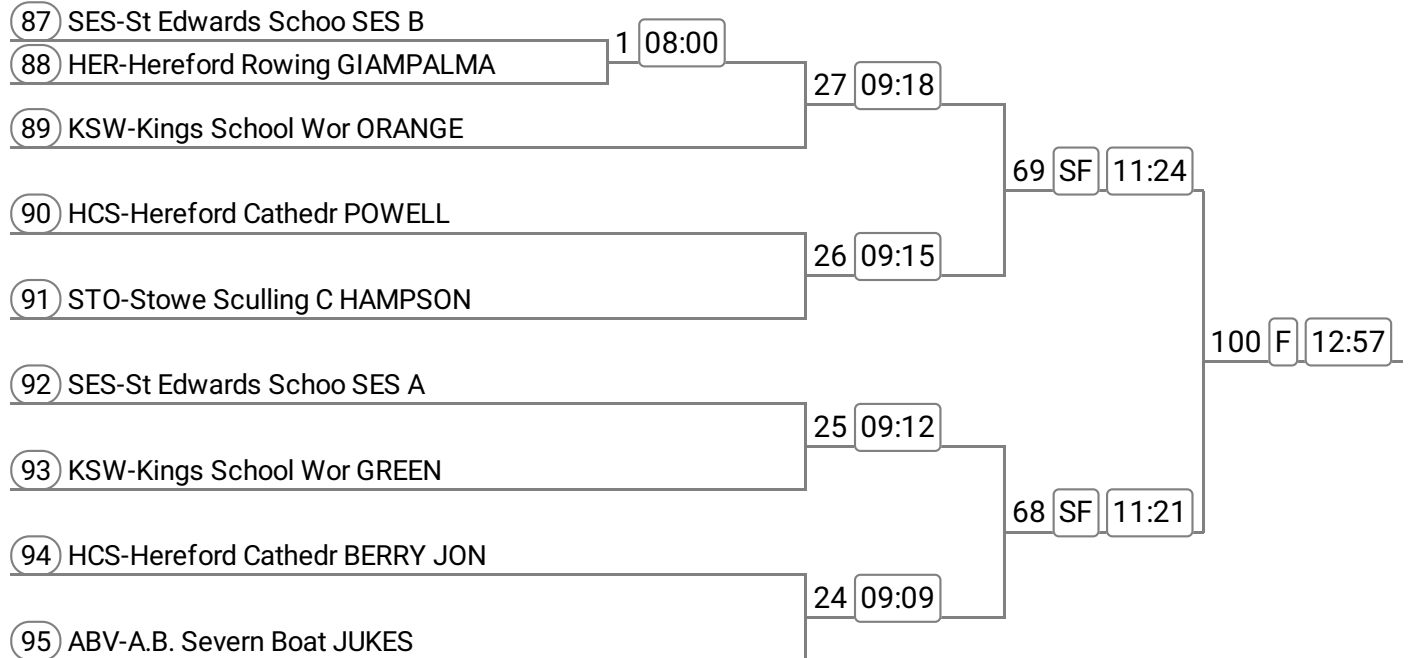 87 SES-St Edwards Schoo SES B
1 08:00
88 HER-Hereford Rowing GIAMPALMA
27 09:18
89 KSW-Kings School Wor ORANGE
69 SF 11:24
90 HCS-Hereford Cathedr POWELL
26 09:15
91 STO-Stowe Sculling C HAMPSON
100 F 12:57
92 SES-St Edwards Schoo SES A
25 09:12
93 KSW-Kings School Wor GREEN
68 SF 11:21
94 HCS-Hereford Cathedr BERRY JON
24 09:09
95 ABV-A.B. Severn Boat JUKES